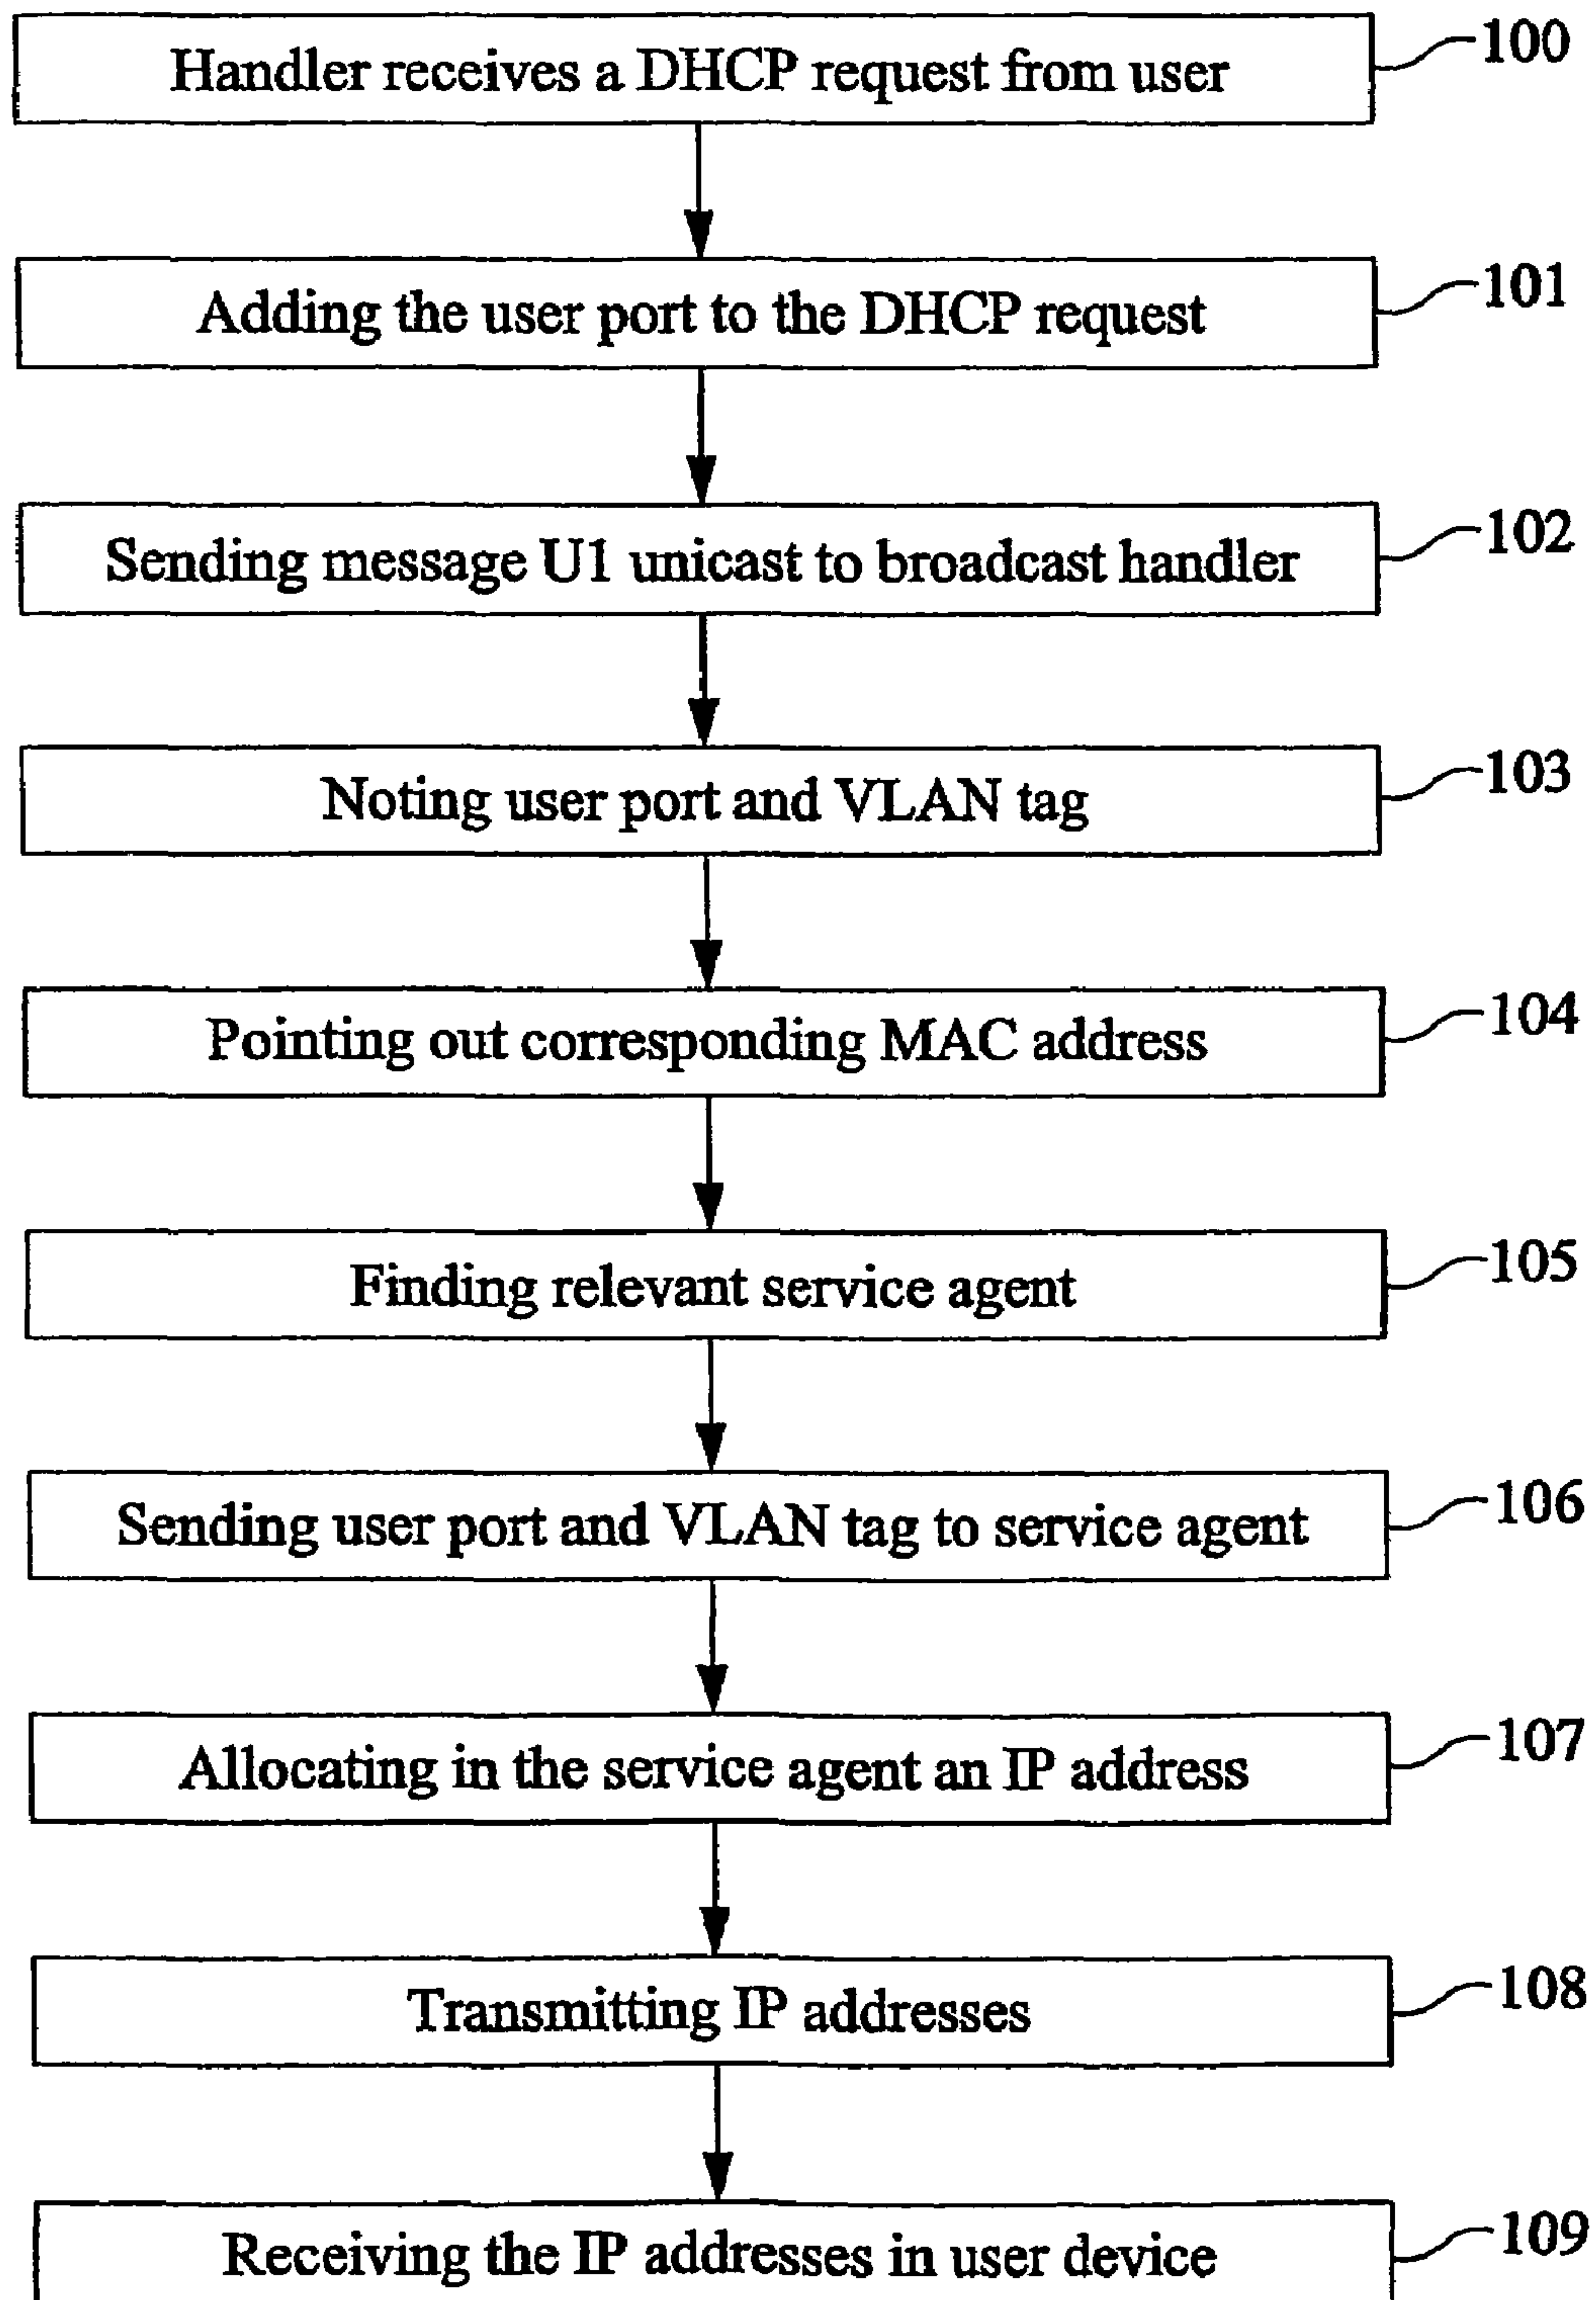 Handler receives a DHCP request from user 100
Adding the user port to the DHCP request 101
Sending message U1 unicast to broadcast handler 102
Noting user port and VLAN tag 103
Pointing out corresponding MAC address 104
Finding relevant service agent 105
Sending user port and VLAN tag to service agent 106
Allocating in the service agent an IP address 107
Transmitting IP addresses 108
Receiving the IP addresses in user device 109